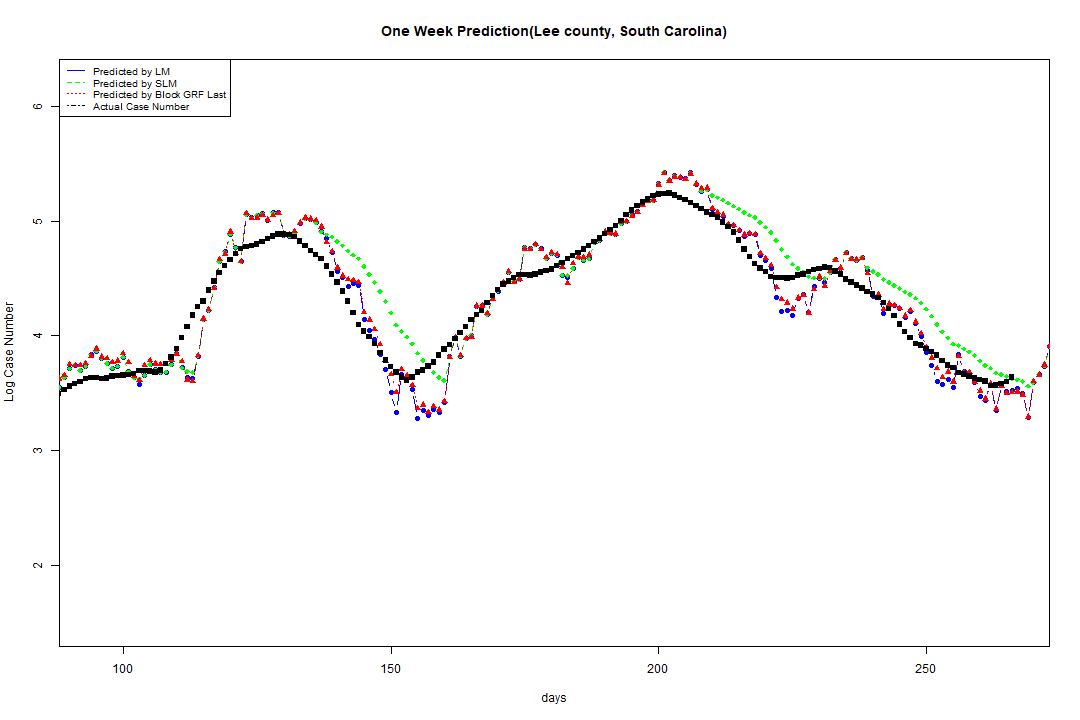 One Week Prediction(Lee county, South Carolina)
Predicted by LM
Predicted by SLM
Predicted by Block GRF Last
Actual Case Number
6
5
4
3
2
Log Case Number
100 150 200 250
days